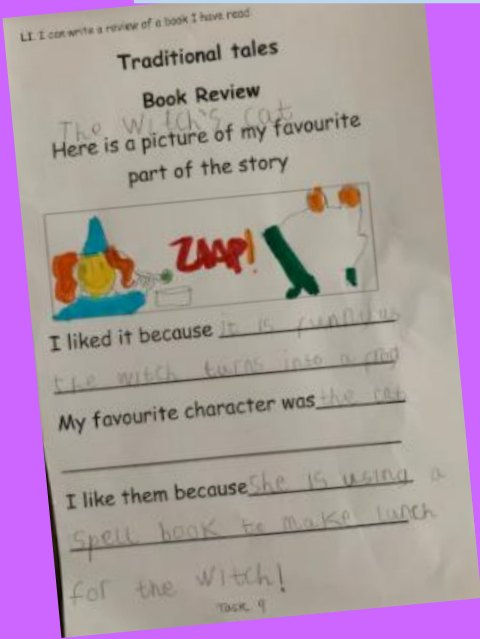 LI. I can write a review of a book I have read
Traditional tales
Book Review
The Witch's cat
Here is a picture of my favourite
part of the story
ZAAP!
I liked it because it is funny as
the witch turns into a frog
My favourite character was the cat
I like them because She is using a
Spell book to make lunch
for the Witch!
Task 9